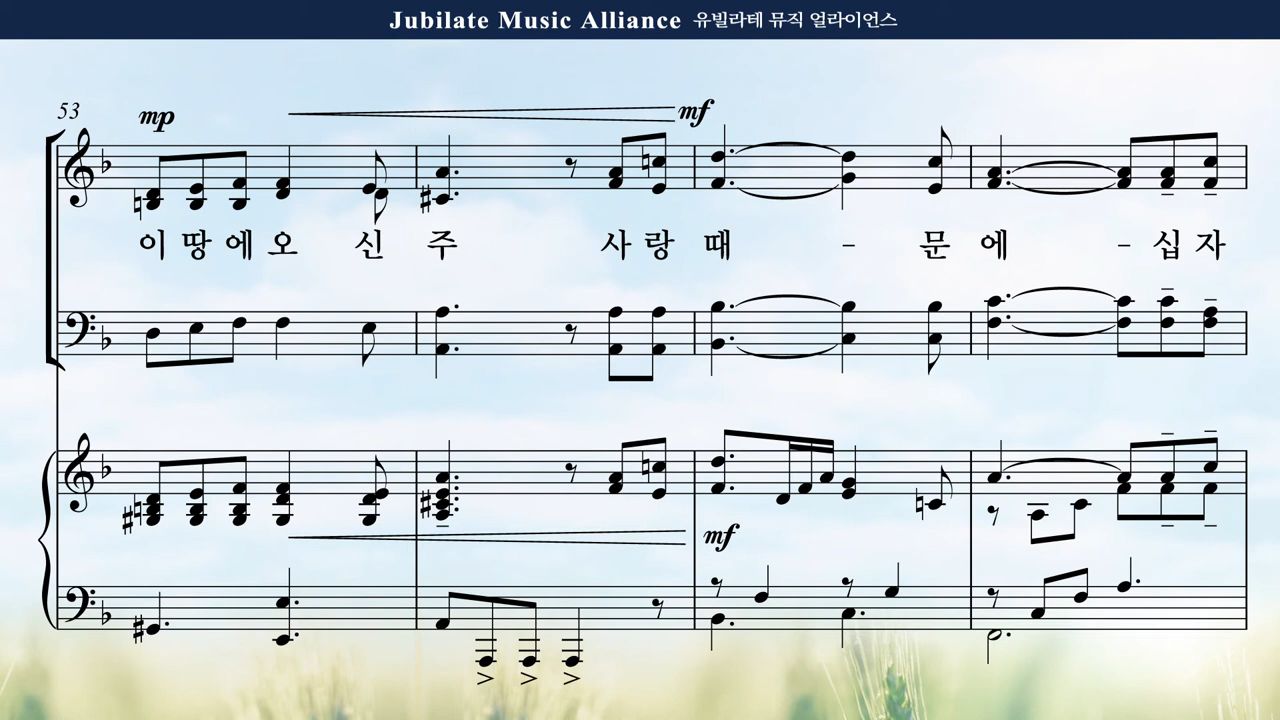 Jubilate Music Alliance 유빌라테 뮤직 얼라이언스
53
mp mf
이 땅 에 오 신 주 사 랑 때 - 문 에 - 십 자
mf